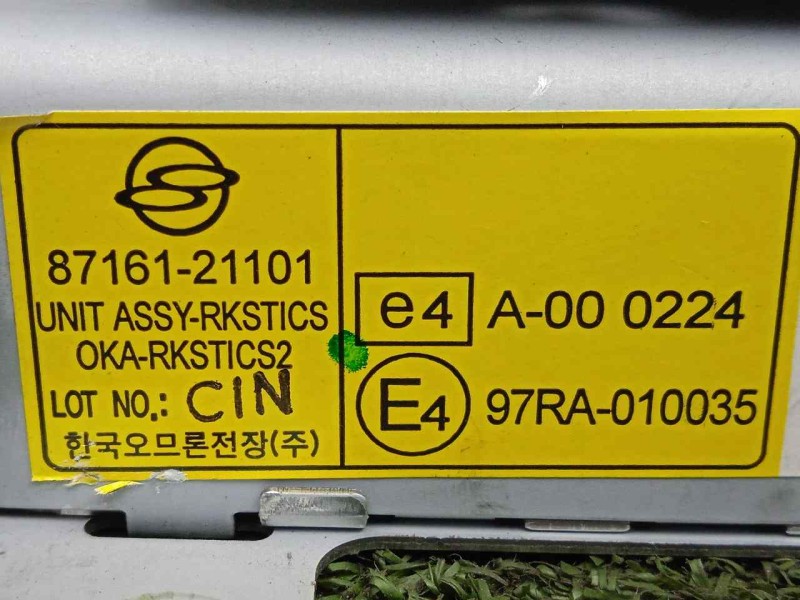 87161-21101
UNIT ASSY-RKSTICS
OKA-RKSTICS2
LOT NO.: CIN
한국오므론전장(주)
e4 A-00 0224
E4 97RA-010035